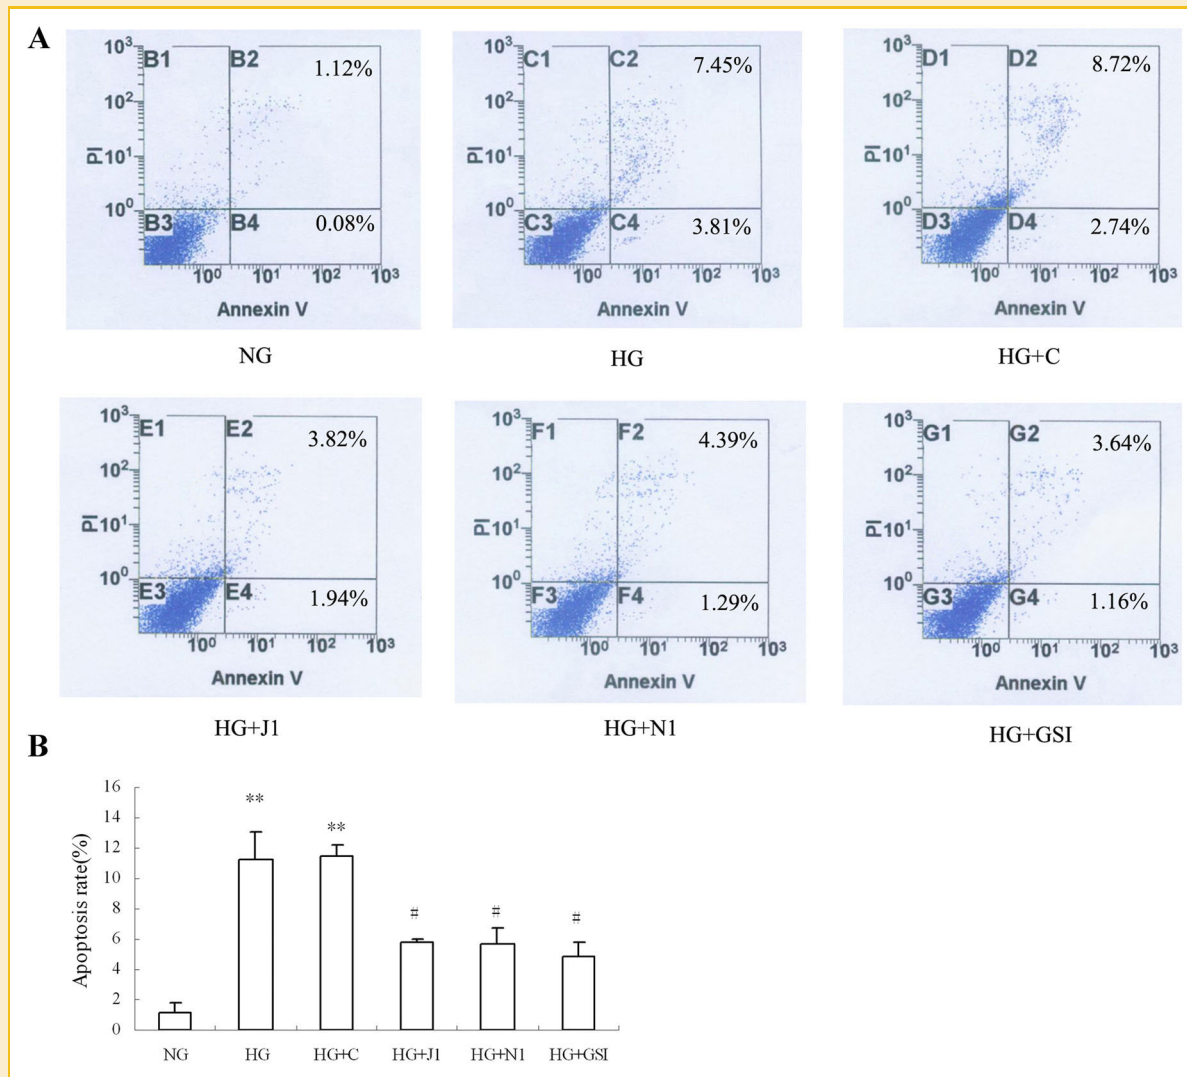 A
10³
10²
10¹
10⁰
PI
B1
B2
1.12%
B3
B4
0.08%
10⁰ 10¹ 10² 10³
Annexin V
NG
10³
10²
10¹
10⁰
PI
C1
C2
7.45%
C3
C4
3.81%
10⁰ 10¹ 10² 10³
Annexin V
HG
10³
10²
10¹
10⁰
PI
D1
D2
8.72%
D3
D4
2.74%
10⁰ 10¹ 10² 10³
Annexin V
HG+C
10³
10²
10¹
10⁰
PI
E1
E2
3.82%
E3
E4
1.94%
10⁰ 10¹ 10² 10³
Annexin V
HG+J1
10³
10²
10¹
10⁰
PI
F1
F2
4.39%
F3
F4
1.29%
10⁰ 10¹ 10² 10³
Annexin V
HG+N1
10³
10²
10¹
10⁰
PI
G1
G2
3.64%
G3
G4
1.16%
10⁰ 10¹ 10² 10³
Annexin V
HG+GSI
B
Apoptosis rate(%)
16
14
12
10
8
6
4
2
0
**
**
#
#
#
NG HG HG+C HG+J1 HG+N1 HG+GSI